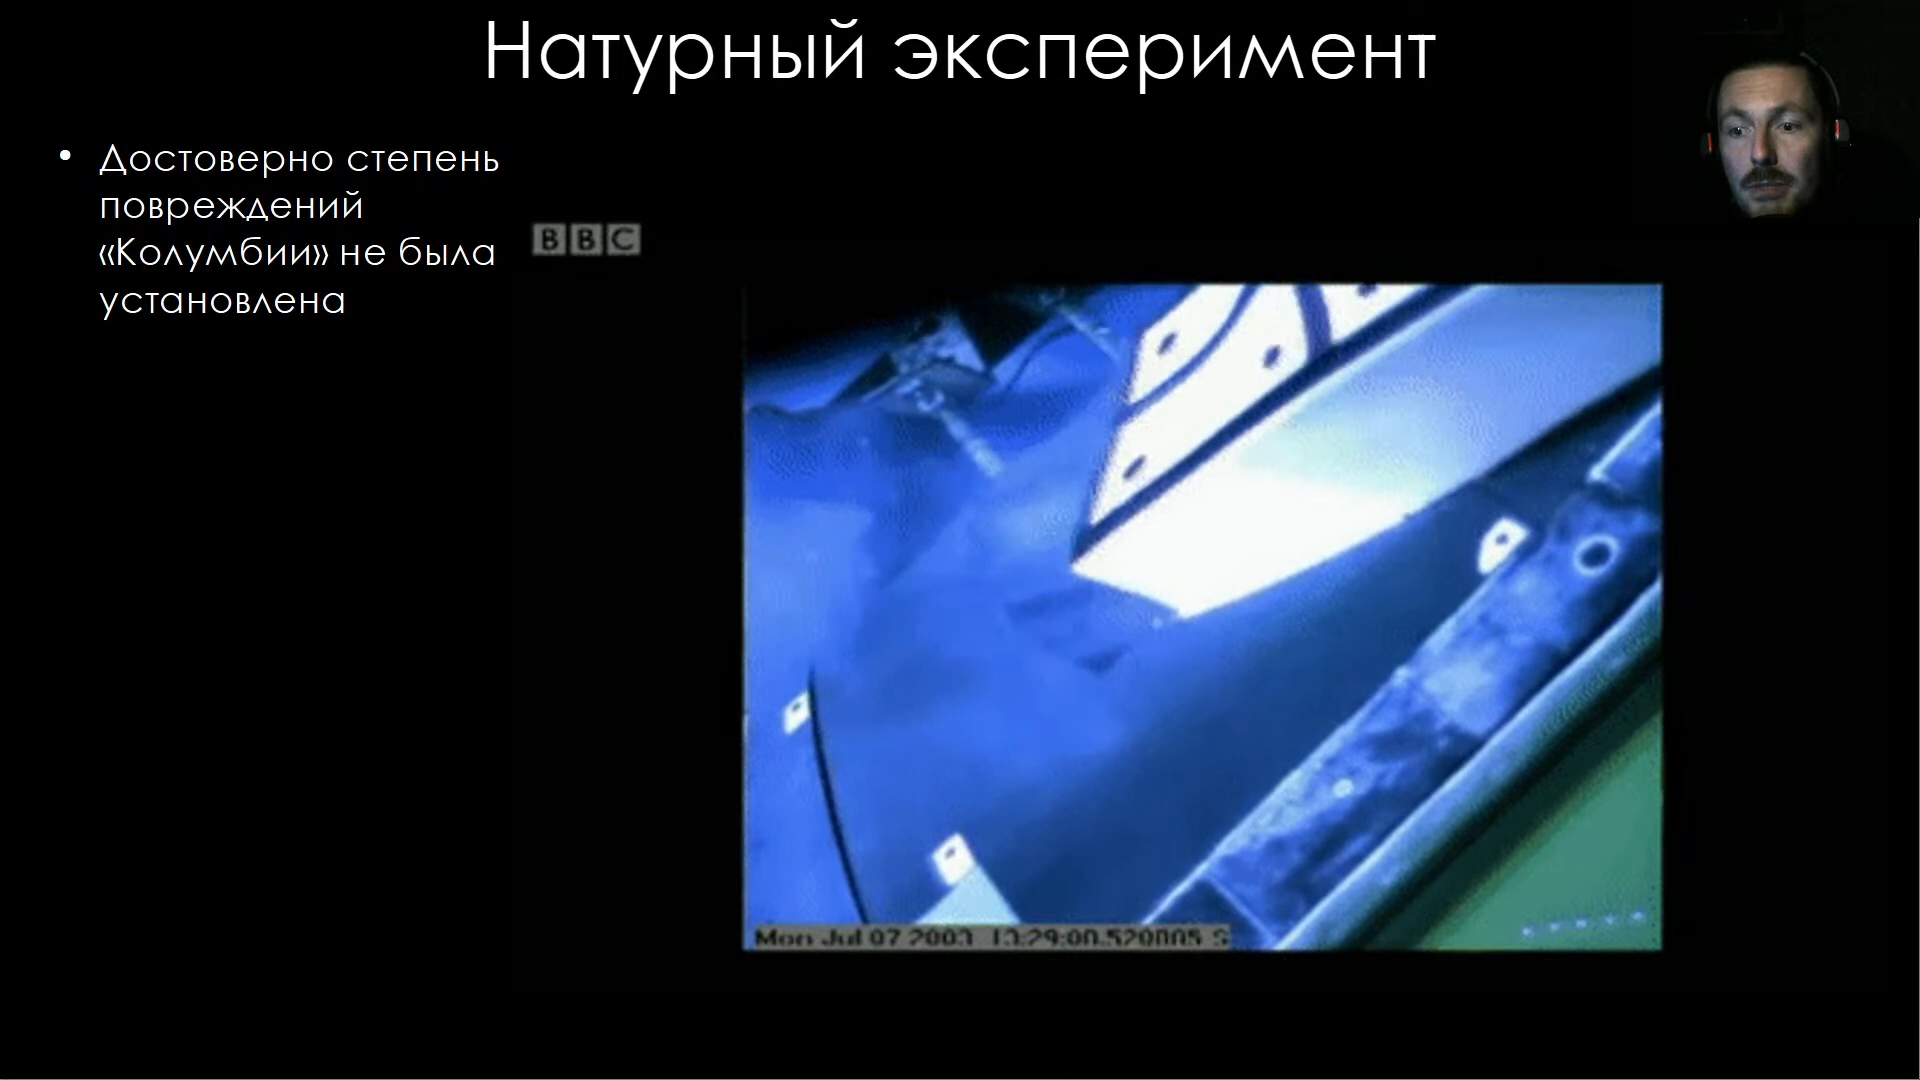 Натурный эксперимент
• Достоверно степень
повреждений
«Колумбии» не была
установлена
BBC
Mon Jul 07 2003